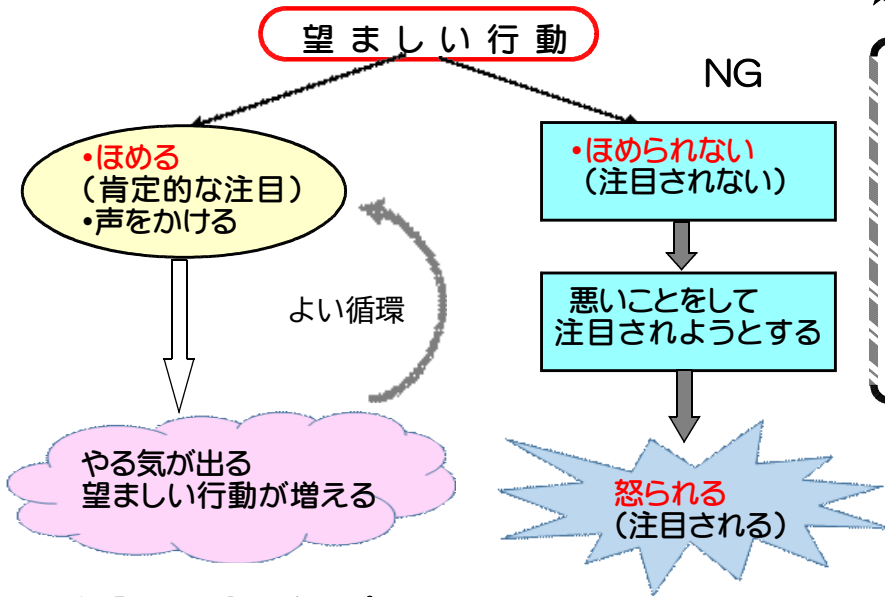 望ましい行動
NG
・ほめる
（肯定的な注目）
・声をかける
・ほめられない
（注目されない）
よい循環
悪いことをして
注目されようとする
やる気が出る
望ましい行動が増える
怒られる
（注目される）